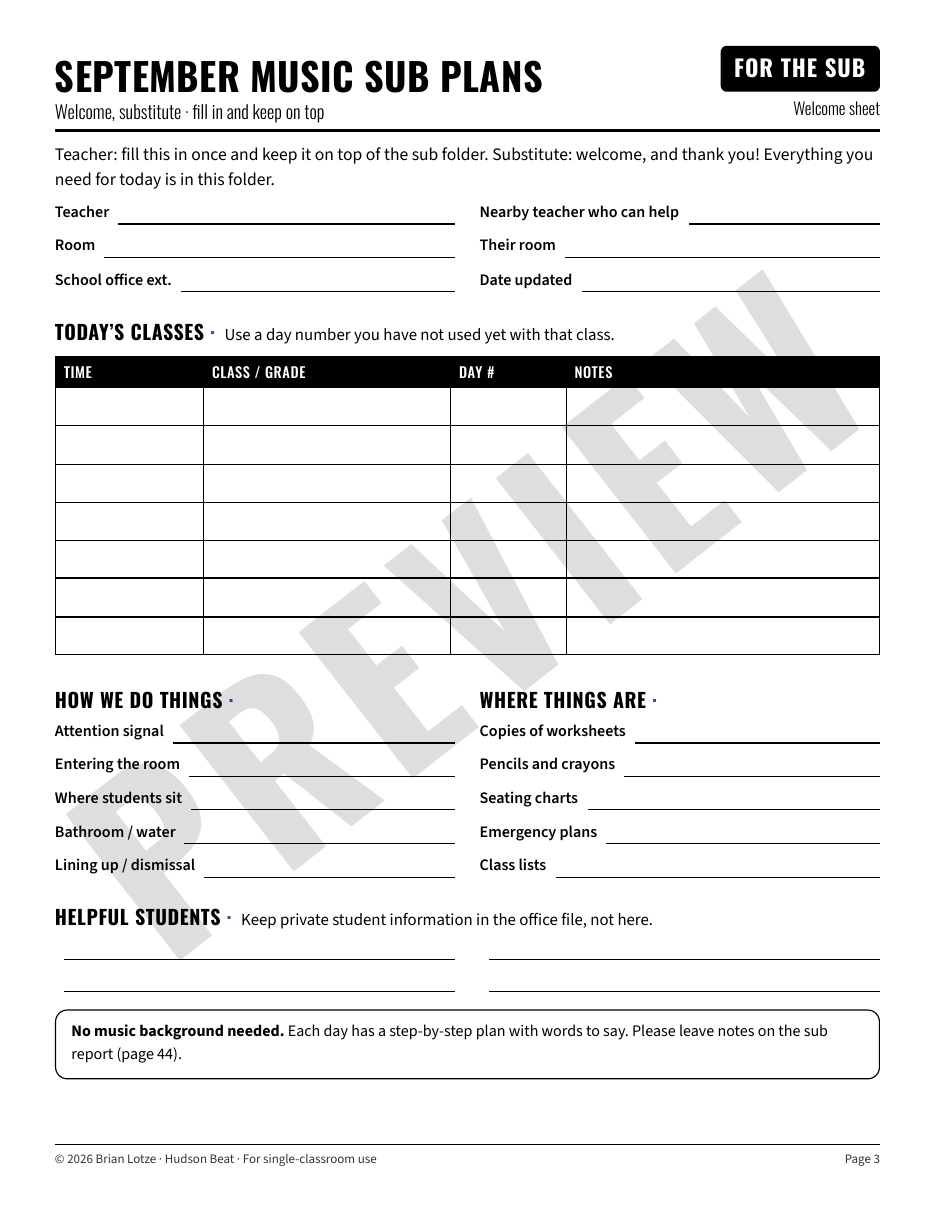 SEPTEMBER MUSIC SUB PLANS
FOR THE SUB
Welcome, substitute · fill in and keep on top
Welcome sheet
Teacher: fill this in once and keep it on top of the sub folder. Substitute: welcome, and thank you! Everything you
need for today is in this folder.
Teacher
Nearby teacher who can help
Room
Their room
School office ext.
Date updated
TODAY’S CLASSES · Use a day number you have not used yet with that class.
TIME CLASS / GRADE DAY # NOTES
HOW WE DO THINGS ·
Attention signal
Entering the room
Where students sit
Bathroom / water
Lining up / dismissal
WHERE THINGS ARE ·
Copies of worksheets
Pencils and crayons
Seating charts
Emergency plans
Class lists
HELPFUL STUDENTS · Keep private student information in the office file, not here.
No music background needed. Each day has a step-by-step plan with words to say. Please leave notes on the sub
report (page 44).
© 2026 Brian Lotze · Hudson Beat · For single-classroom use
Page 3
PREVIEW